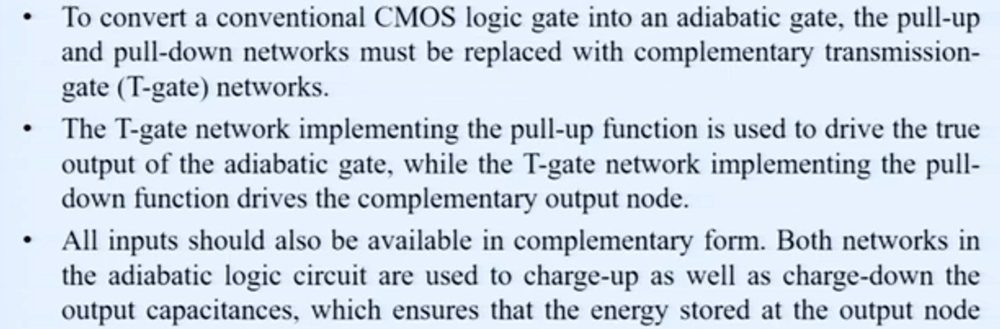 • To convert a conventional CMOS logic gate into an adiabatic gate, the pull-up
and pull-down networks must be replaced with complementary transmission-
gate (T-gate) networks.
• The T-gate network implementing the pull-up function is used to drive the true
output of the adiabatic gate, while the T-gate network implementing the pull-
down function drives the complementary output node.
• All inputs should also be available in complementary form. Both networks in
the adiabatic logic circuit are used to charge-up as well as charge-down the
output capacitances, which ensures that the energy stored at the output node